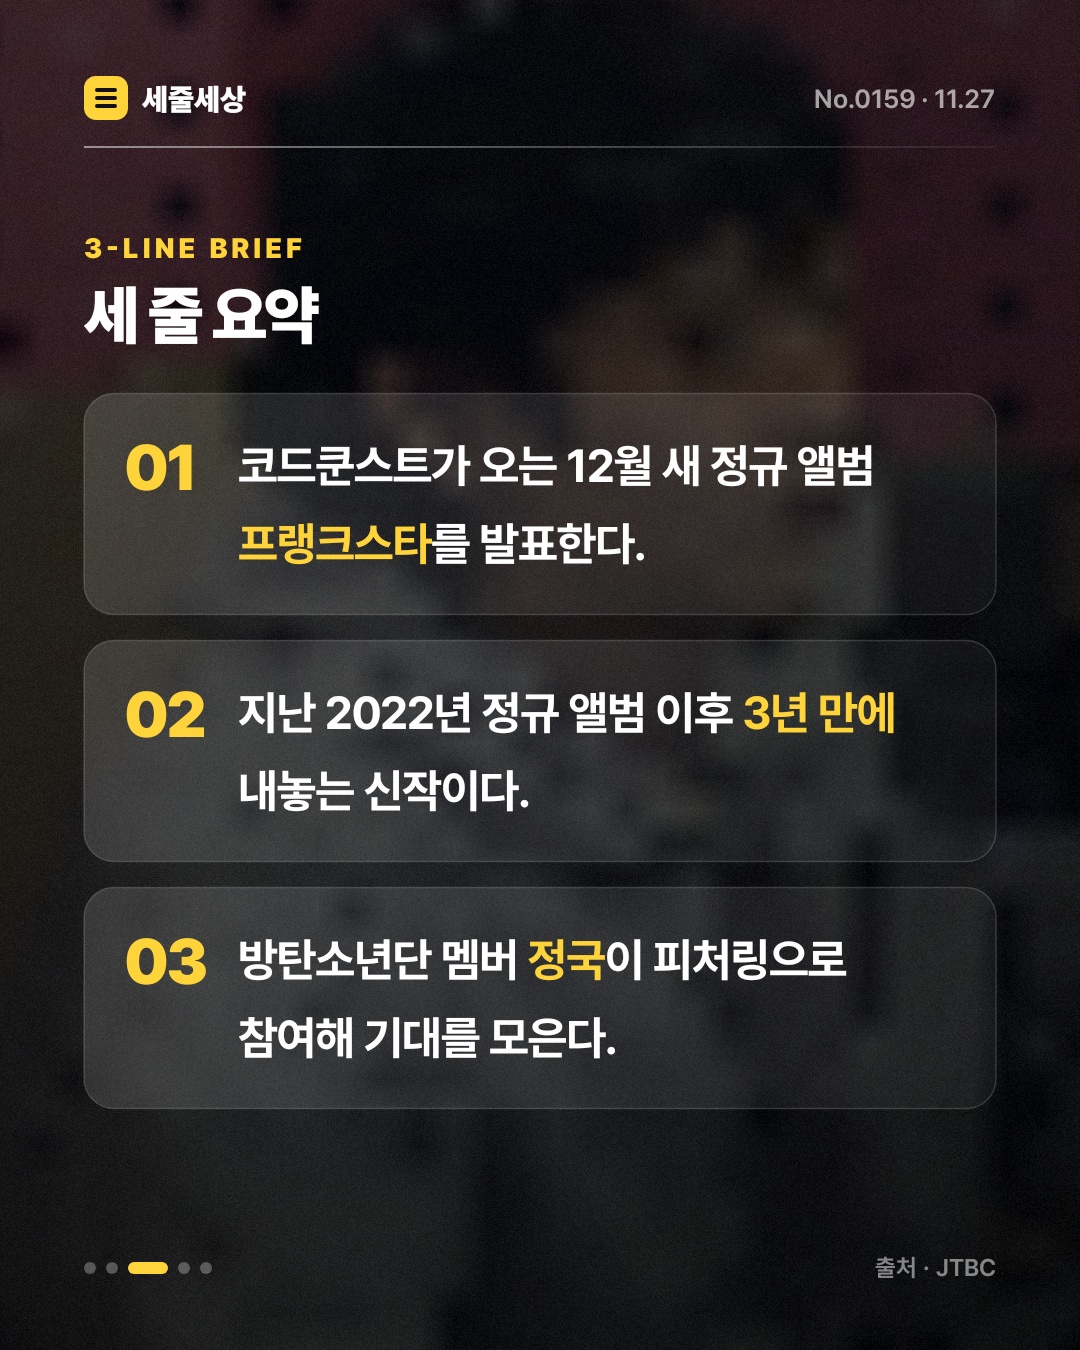 세줄세상
No.0159 · 11.27
3-LINE BRIEF
세 줄 요약
01
코드쿤스트가 오는 12월 새 정규 앨범
프랭크스타를 발표한다.
02
지난 2022년 정규 앨범 이후 3년 만에
내놓는 신작이다.
03
방탄소년단 멤버 정국이 피처링으로
참여해 기대를 모은다.
출처 · JTBC